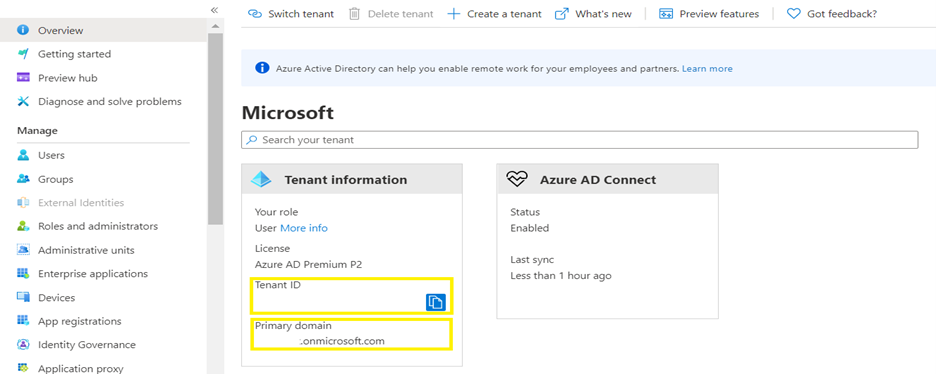 «
Overview
Getting started
Preview hub
Diagnose and solve problems
Manage
Users
Groups
External Identities
Roles and administrators
Administrative units
Enterprise applications
Devices
App registrations
Identity Governance
Application proxy
Switch tenant Delete tenant Create a tenant What's new Preview features Got feedback?
Azure Active Directory can help you enable remote work for your employees and partners. Learn more
Microsoft
Search your tenant
Tenant information
Your role
User More info
License
Azure AD Premium P2
Tenant ID
Primary domain
.onmicrosoft.com
Azure AD Connect
Status
Enabled
Last sync
Less than 1 hour ago